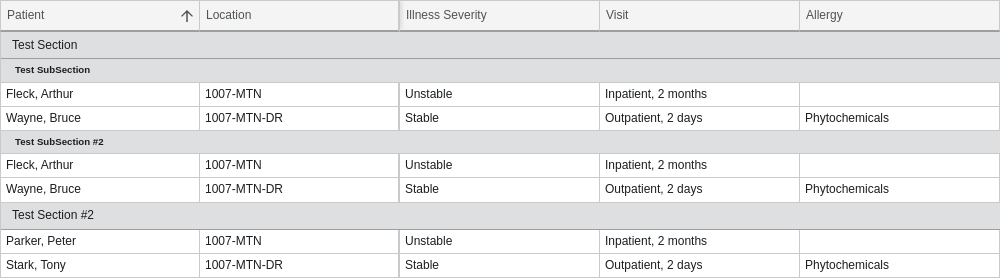 Patient Location Illness Severity Visit Allergy
Test Section
Test SubSection
Fleck, Arthur 1007-MTN Unstable Inpatient, 2 months
Wayne, Bruce 1007-MTN-DR Stable Outpatient, 2 days Phytochemicals
Test SubSection #2
Fleck, Arthur 1007-MTN Unstable Inpatient, 2 months
Wayne, Bruce 1007-MTN-DR Stable Outpatient, 2 days Phytochemicals
Test Section #2
Parker, Peter 1007-MTN Unstable Inpatient, 2 months
Stark, Tony 1007-MTN-DR Stable Outpatient, 2 days Phytochemicals